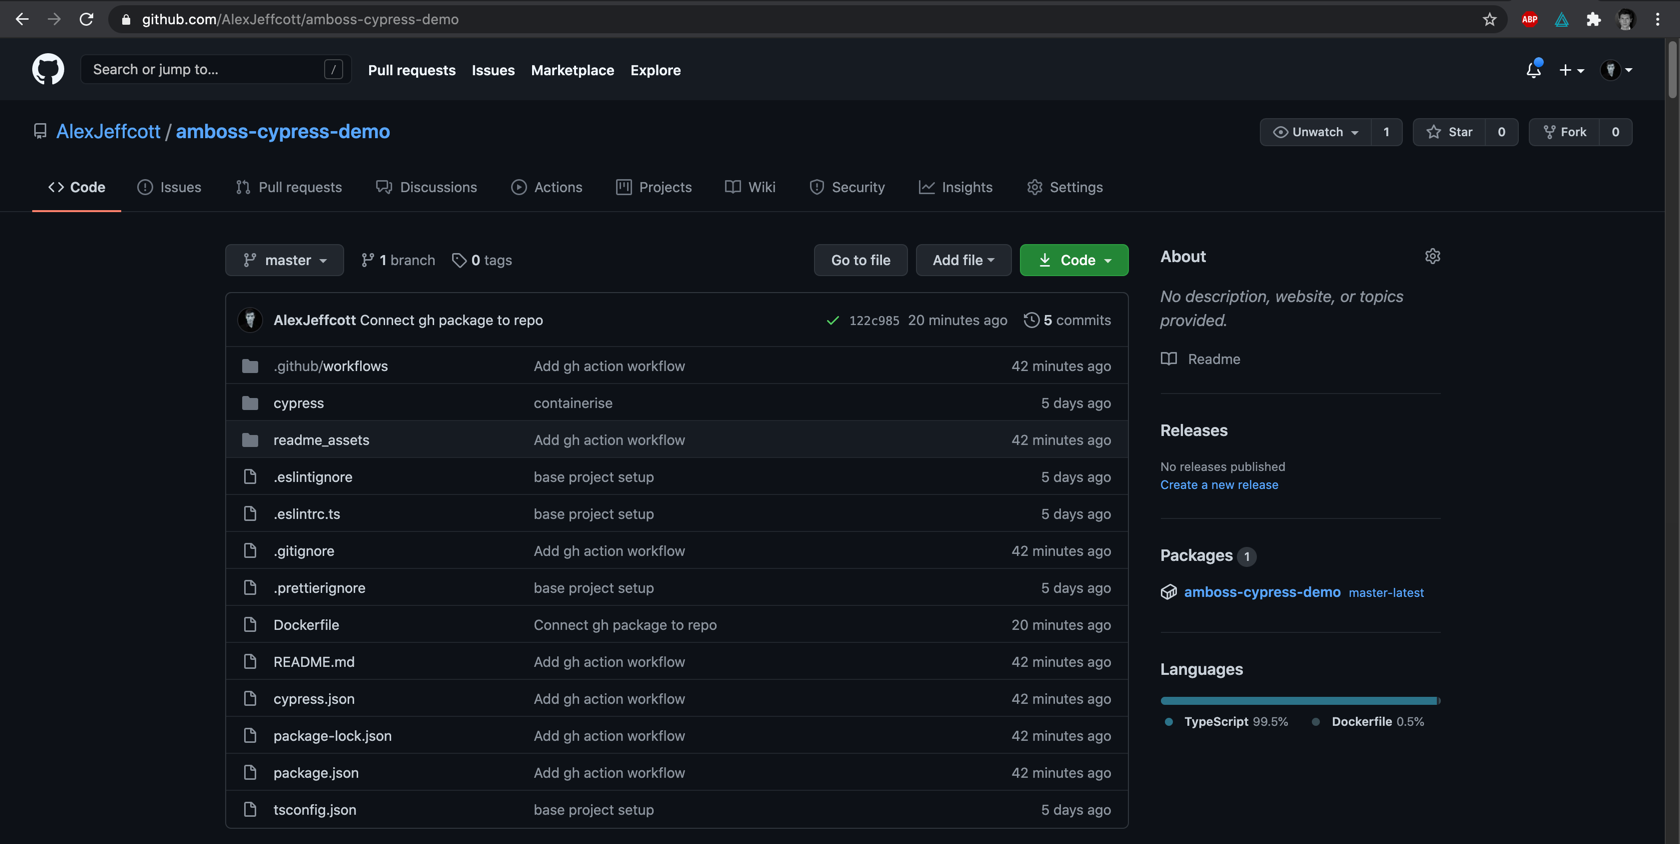 github.com/AlexJeffcott/amboss-cypress-demo
ABP
Search or jump to... /
Pull requests Issues Marketplace Explore
AlexJeffcott / amboss-cypress-demo
Unwatch 1 Star 0 Fork 0
Code Issues Pull requests Discussions Actions Projects Wiki Security Insights Settings
master 1 branch 0 tags Go to file Add file Code
AlexJeffcott Connect gh package to repo 122c985 20 minutes ago 5 commits
.github/workflows Add gh action workflow 42 minutes ago
cypress containerise 5 days ago
readme_assets Add gh action workflow 42 minutes ago
.eslintignore base project setup 5 days ago
.eslintrc.ts base project setup 5 days ago
.gitignore Add gh action workflow 42 minutes ago
.prettierignore base project setup 5 days ago
Dockerfile Connect gh package to repo 20 minutes ago
README.md Add gh action workflow 42 minutes ago
cypress.json Add gh action workflow 42 minutes ago
package-lock.json Add gh action workflow 42 minutes ago
package.json Add gh action workflow 42 minutes ago
tsconfig.json base project setup 5 days ago
About
No description, website, or topics
provided.
Readme
Releases
No releases published
Create a new release
Packages 1
amboss-cypress-demo master-latest
Languages
TypeScript 99.5% Dockerfile 0.5%